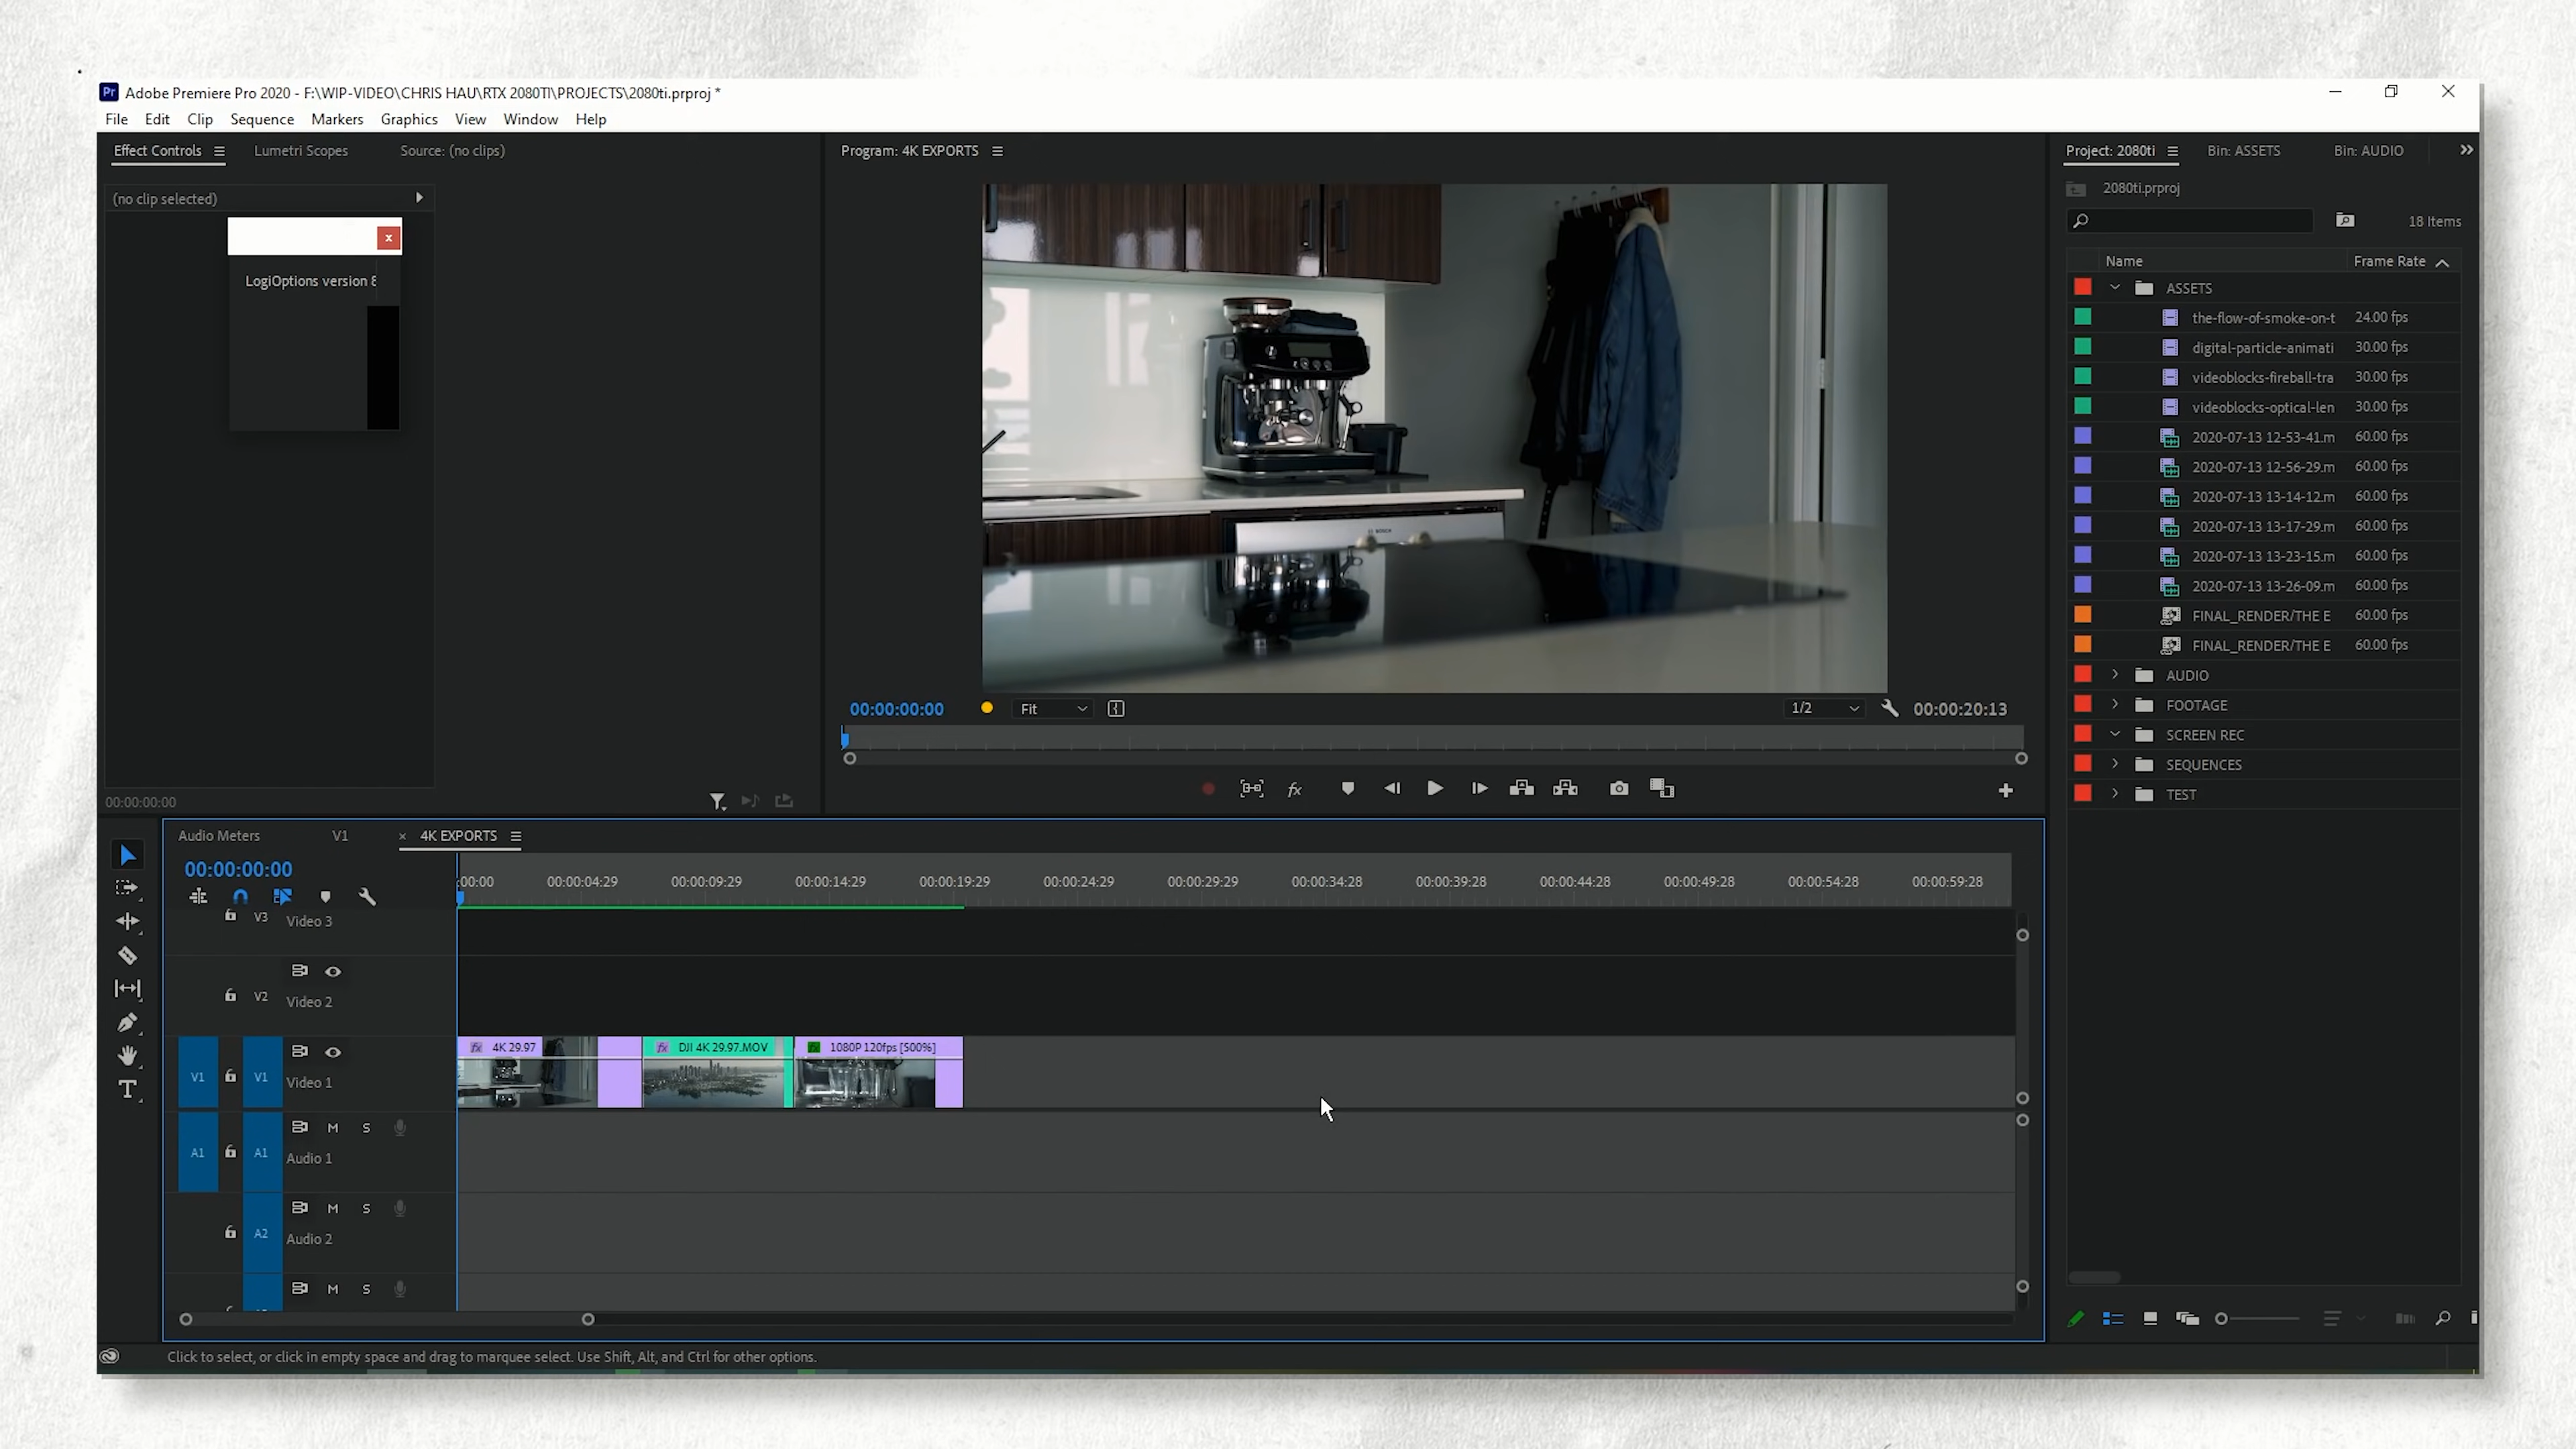 Pr Adobe Premiere Pro 2020 - F:\WIP-VIDEO\CHRIS HAU\RTX 2080TI\PROJECTS\2080ti.prproj *
File Edit Clip Sequence Markers Graphics View Window Help
Effect Controls Lumetri Scopes Source: (no clips)
(no clip selected)
x
LogiOptions version 8
00:00:00:00
Program: 4K EXPORTS
BOSCH
00:00:00:00 Fit 1/2 00:00:20:13
fx
Project: 2080ti Bin: ASSETS Bin: AUDIO
2080ti.prproj
18 Items
Name Frame Rate
ASSETS
the-flow-of-smoke-on-t 24.00 fps
digital-particle-animati 30.00 fps
videoblocks-fireball-tra 30.00 fps
videoblocks-optical-len 30.00 fps
2020-07-13 12-53-41.m 60.00 fps
2020-07-13 12-56-29.m 60.00 fps
2020-07-13 13-14-12.m 60.00 fps
2020-07-13 13-17-29.m 60.00 fps
2020-07-13 13-23-15.m 60.00 fps
2020-07-13 13-26-09.m 60.00 fps
FINAL_RENDER/THE E 60.00 fps
FINAL_RENDER/THE E 60.00 fps
AUDIO
FOOTAGE
SCREEN REC
SEQUENCES
TEST
Audio Meters V1 × 4K EXPORTS
00:00:00:00
:00:00 00:00:04:29 00:00:09:29 00:00:14:29 00:00:19:29 00:00:24:29 00:00:29:29 00:00:34:28 00:00:39:28 00:00:44:28 00:00:49:28 00:00:54:28 00:00:59:28
V3 Video 3
V2 Video 2
fx 4K 29.97 fx DJI 4K 29.97.MOV 1080P 120fps [500%]
V1 V1 Video 1
M S
A1 A1 Audio 1
M S
A2 Audio 2
M S
T
Click to select, or click in empty space and drag to marquee select. Use Shift, Alt, and Ctrl for other options.